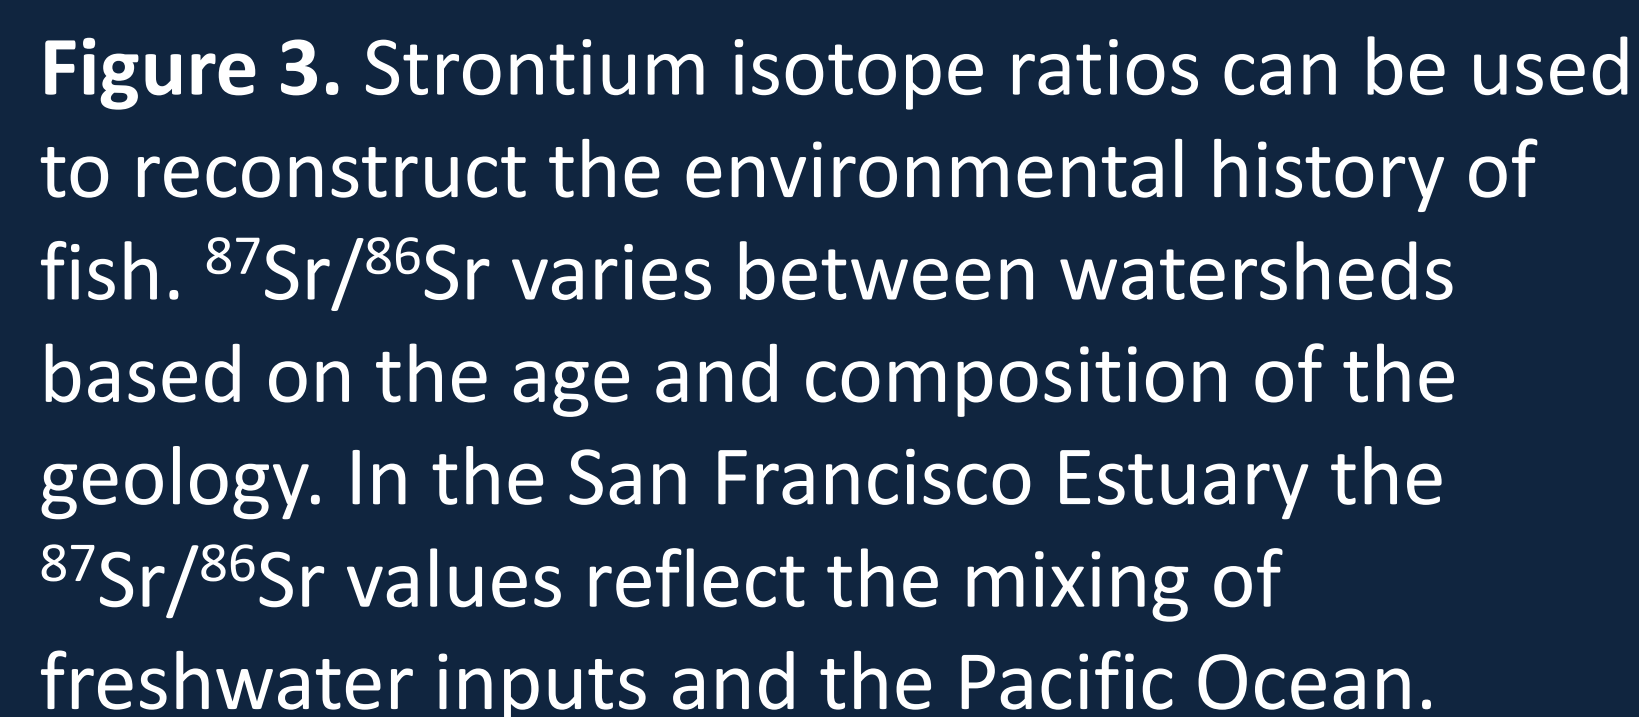 Figure 3. Strontium isotope ratios can be used
to reconstruct the environmental history of
fish. ⁸⁷Sr/⁸⁶Sr varies between watersheds
based on the age and composition of the
geology. In the San Francisco Estuary the
⁸⁷Sr/⁸⁶Sr values reflect the mixing of
freshwater inputs and the Pacific Ocean.